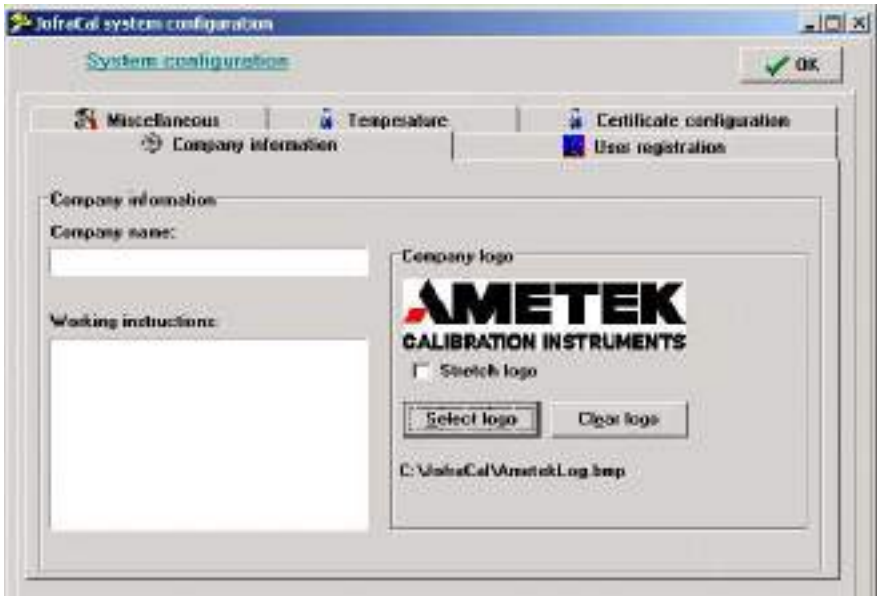 JofraCal system configuration
System configuration
OK
Miscellaneous
Temperature
Certificate configuration
Company information
User registration
Company information
Company name:
Working instructions:
Company logo
AMETEK
CALIBRATION INSTRUMENTS
Stretch logo
Select logo
Clear logo
C:\JofraCal\AmetekLog.bmp